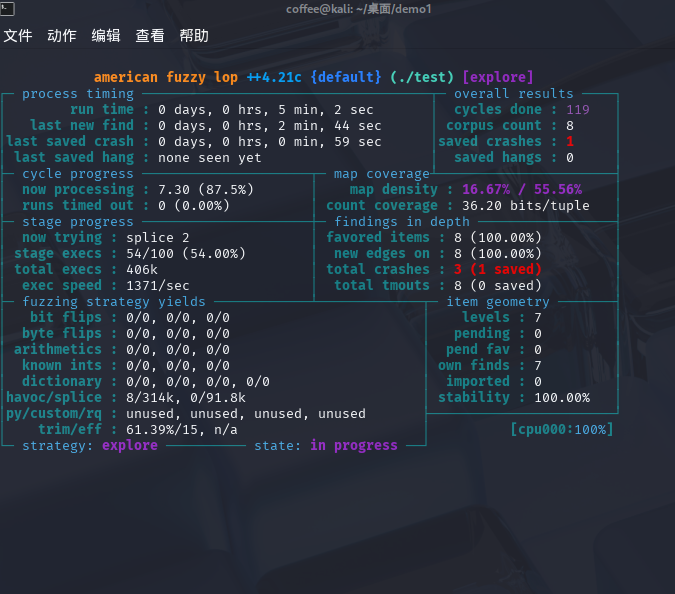 coffee@kali: ~/桌面/demo1
文件 动作 编辑 查看 帮助
american fuzzy lop ++4.21c {default} (./test) [explore]
process timing overall results
run time : 0 days, 0 hrs, 5 min, 2 sec cycles done : 119
last new find : 0 days, 0 hrs, 2 min, 44 sec corpus count : 8
last saved crash : 0 days, 0 hrs, 0 min, 59 sec saved crashes : 1
last saved hang : none seen yet saved hangs : 0
cycle progress map coverage
now processing : 7.30 (87.5%) map density : 16.67% / 55.56%
runs timed out : 0 (0.00%) count coverage : 36.20 bits/tuple
stage progress findings in depth
now trying : splice 2 favored items : 8 (100.00%)
stage execs : 54/100 (54.00%) new edges on : 8 (100.00%)
total execs : 406k total crashes : 3 (1 saved)
exec speed : 1371/sec total tmouts : 8 (0 saved)
fuzzing strategy yields item geometry
bit flips : 0/0, 0/0, 0/0 levels : 7
byte flips : 0/0, 0/0, 0/0 pending : 0
arithmetics : 0/0, 0/0, 0/0 pend fav : 0
known ints : 0/0, 0/0, 0/0 own finds : 7
dictionary : 0/0, 0/0, 0/0, 0/0 imported : 0
havoc/splice : 8/314k, 0/91.8k stability : 100.00%
py/custom/rq : unused, unused, unused, unused
trim/eff : 61.39%/15, n/a [cpu000:100%]
strategy: explore state: in progress